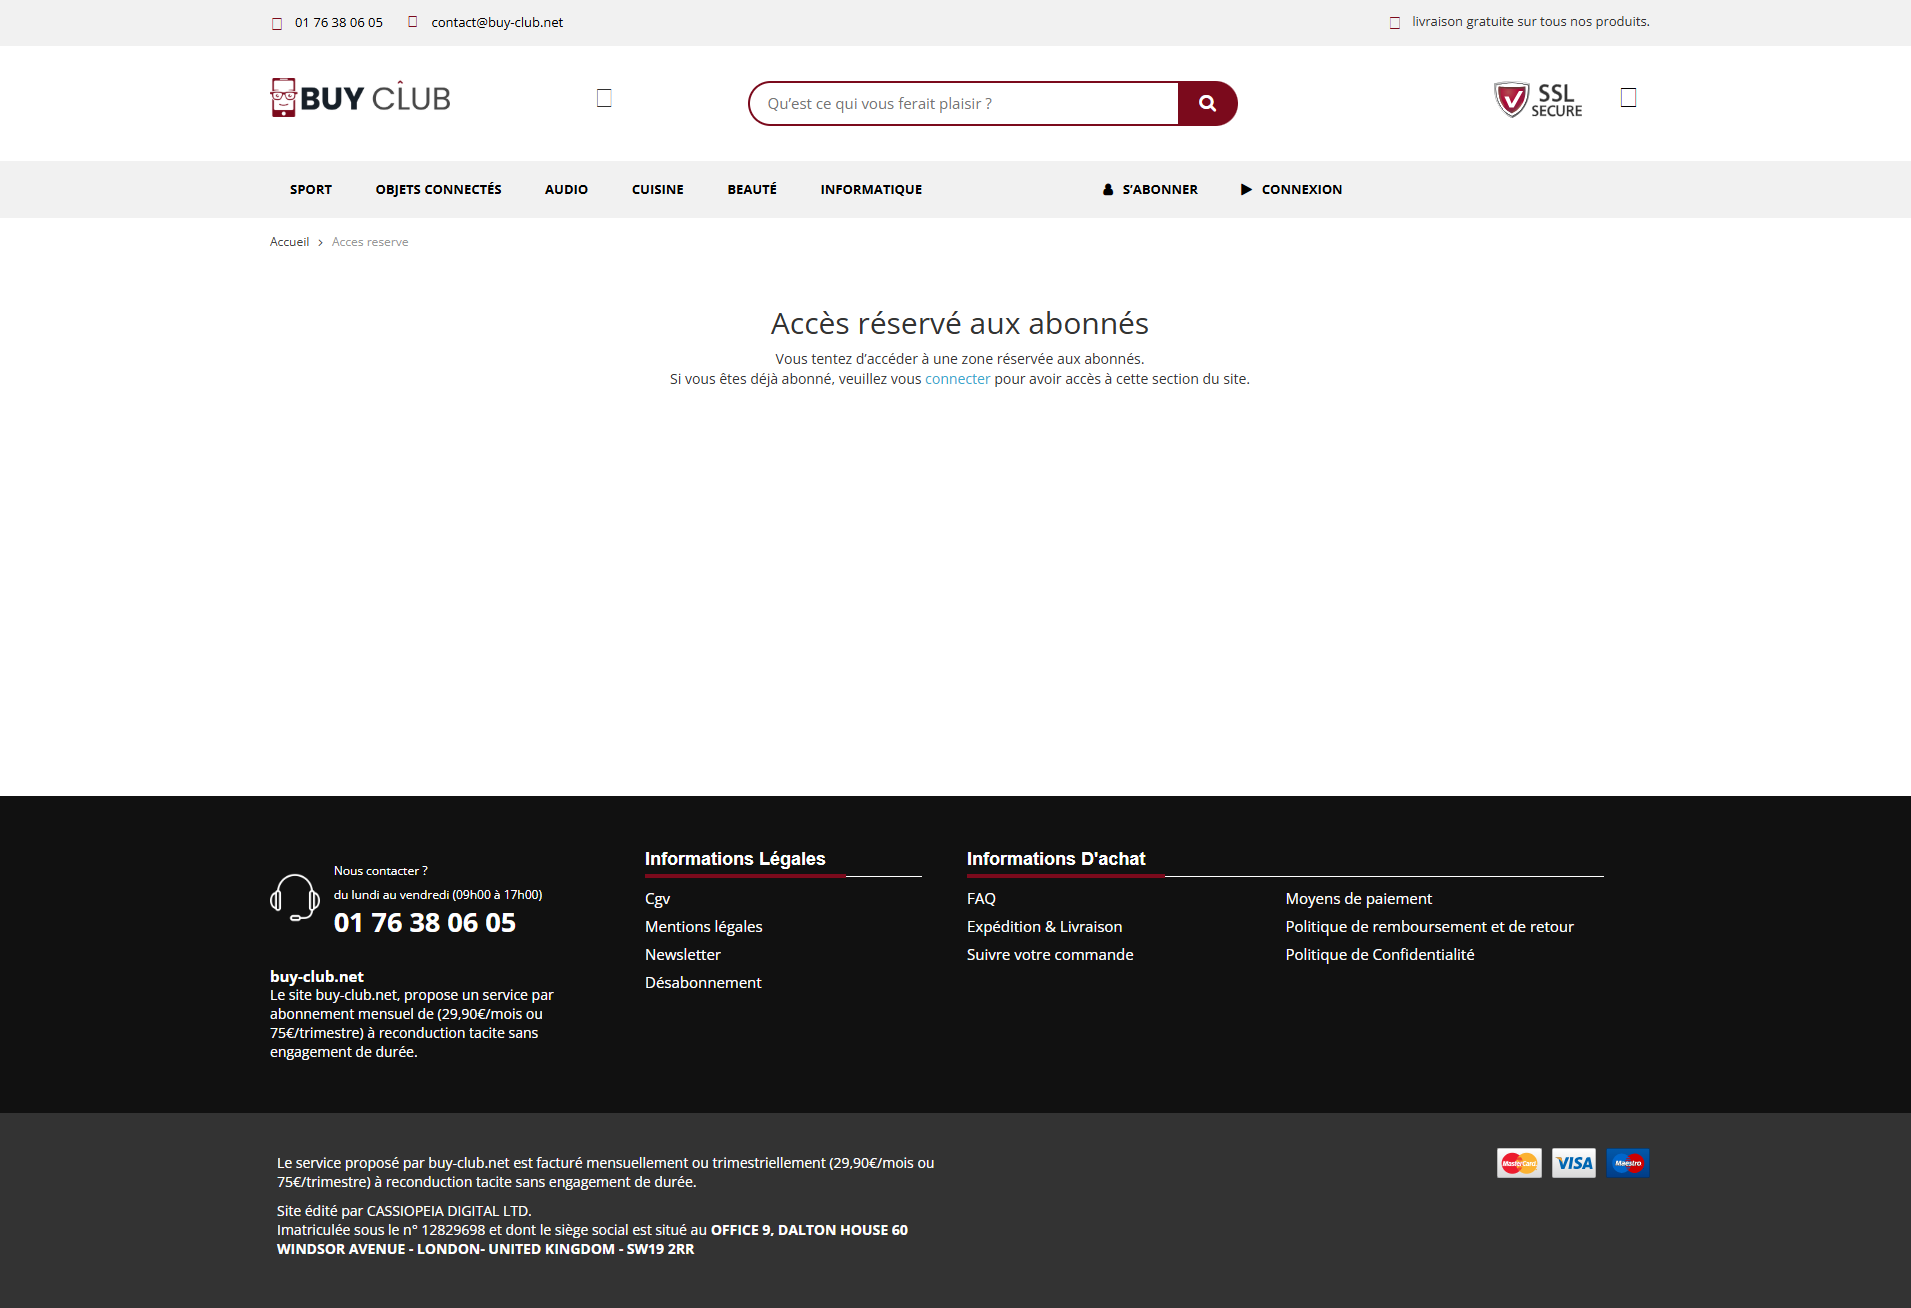 01 76 38 06 05
contact@buy-club.net
livraison gratuite sur tous nos produits.
BUY CLUB
Qu’est ce qui vous ferait plaisir ?
SSL
SECURE
SPORT
OBJETS CONNECTÉS
AUDIO
CUISINE
BEAUTÉ
INFORMATIQUE
S’ABONNER
CONNEXION
Accueil
Acces reserve
Accès réservé aux abonnés
Vous tentez d’accéder à une zone réservée aux abonnés.
Si vous êtes déjà abonné, veuillez vous connecter pour avoir accès à cette section du site.
Nous contacter ?
du lundi au vendredi (09h00 à 17h00)
01 76 38 06 05
buy-club.net
Le site buy-club.net, propose un service par
abonnement mensuel de (29,90€/mois ou
75€/trimestre) à reconduction tacite sans
engagement de durée.
Informations Légales
Cgv
Mentions légales
Newsletter
Désabonnement
Informations D'achat
FAQ
Expédition & Livraison
Suivre votre commande
Moyens de paiement
Politique de remboursement et de retour
Politique de Confidentialité
Le service proposé par buy-club.net est facturé mensuellement ou trimestriellement (29,90€/mois ou
75€/trimestre) à reconduction tacite sans engagement de durée.
Site édité par CASSIOPEIA DIGITAL LTD.
Imatriculée sous le n° 12829698 et dont le siège social est situé au OFFICE 9, DALTON HOUSE 60
WINDSOR AVENUE - LONDON- UNITED KINGDOM - SW19 2RR
MasterCard
VISA
Maestro